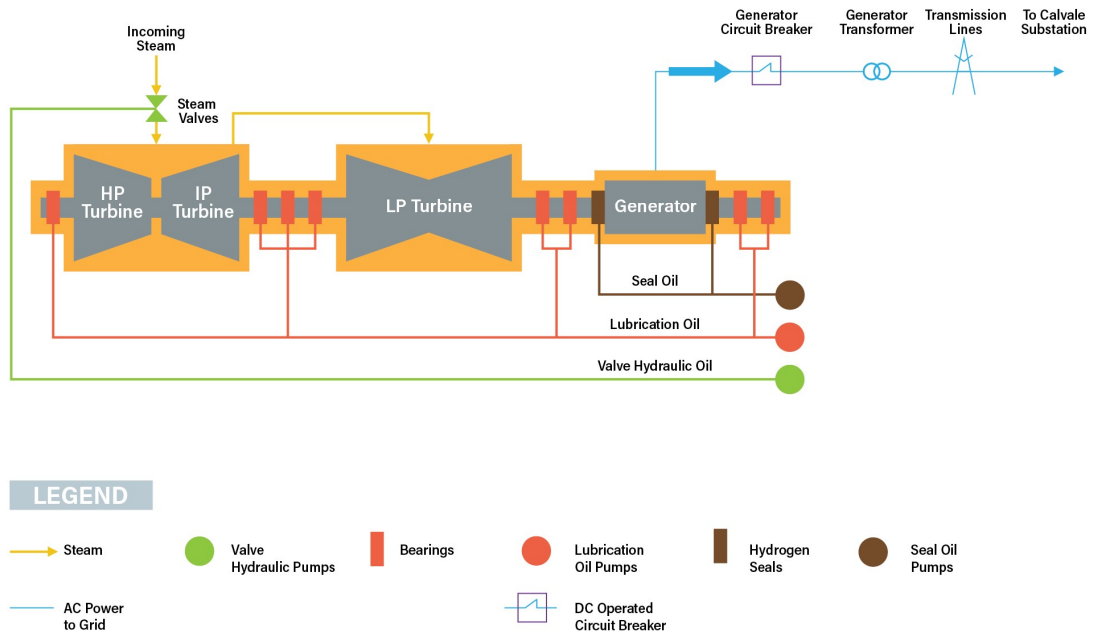 Incoming
Steam
Steam
Valves
Generator
Circuit Breaker
Generator
Transformer
Transmission
Lines
To Calvale
Substation
HP
Turbine
IP
Turbine
LP Turbine
Generator
Seal Oil
Lubrication Oil
Valve Hydraulic Oil
LEGEND
Steam
Valve
Hydraulic Pumps
Bearings
Lubrication
Oil Pumps
Hydrogen
Seals
Seal Oil
Pumps
AC Power
to Grid
DC Operated
Circuit Breaker